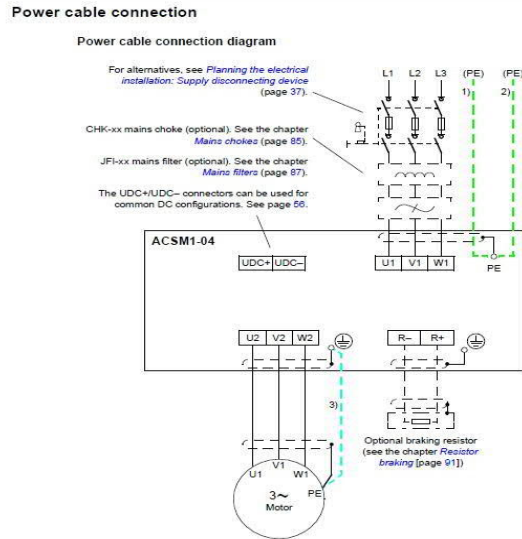 Power cable connection
Power cable connection diagram
For alternatives, see Planning the electrical
installation: Supply disconnecting device
(page 37).
L1 L2 L3 (PE) (PE)
1) 2)
CHK-xx mains choke (optional). See the chapter
Mains chokes (page 85).
JFI-xx mains filter (optional). See the chapter
Mains filters (page 87).
The UDC+/UDC– connectors can be used for
common DC configurations. See page 56.
ACSM1-04
UDC+ UDC–
U1 V1 W1
PE
U2 V2 W2
R– R+
3)
Optional braking resistor
(see the chapter Resistor
braking [page 91])
U1 V1 W1
PE
3~
Motor